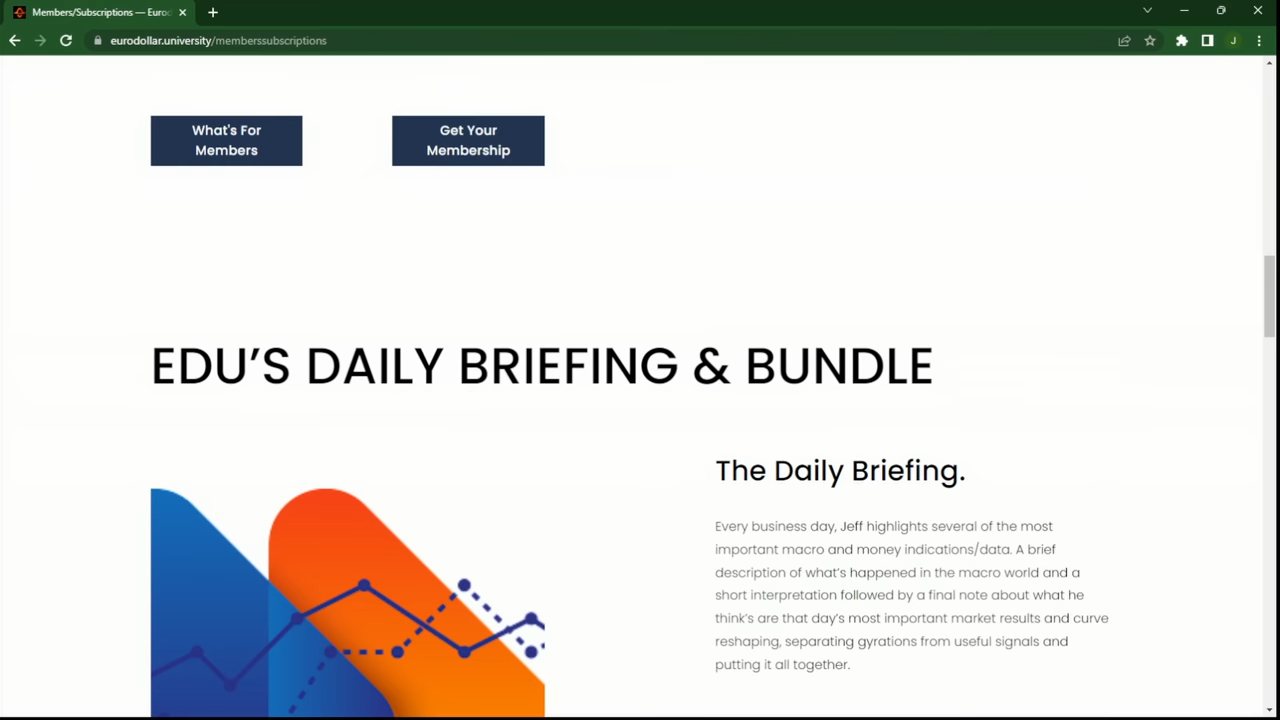 Members/Subscriptions — Eurod
eurodollar.university/memberssubscriptions
J
What's For
Members
Get Your
Membership
EDU’S DAILY BRIEFING & BUNDLE
The Daily Briefing.
Every business day, Jeff highlights several of the most
important macro and money indications/data. A brief
description of what’s happened in the macro world and a
short interpretation followed by a final note about what he
think’s are that day’s most important market results and curve
reshaping, separating gyrations from useful signals and
putting it all together.